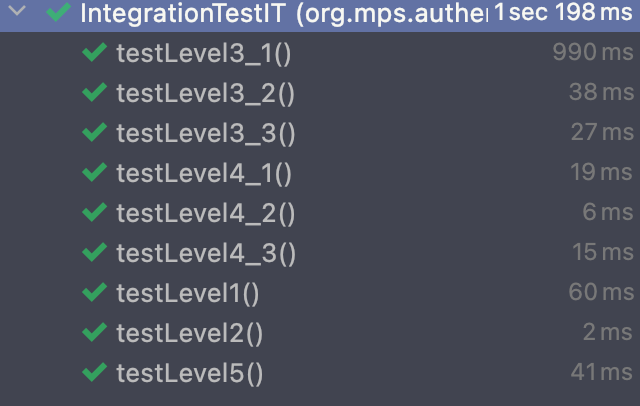 IntegrationTestIT (org.mps.authe 1 sec 198 ms
testLevel3_1() 990 ms
testLevel3_2() 38 ms
testLevel3_3() 27 ms
testLevel4_1() 19 ms
testLevel4_2() 6 ms
testLevel4_3() 15 ms
testLevel1() 60 ms
testLevel2() 2 ms
testLevel5() 41 ms